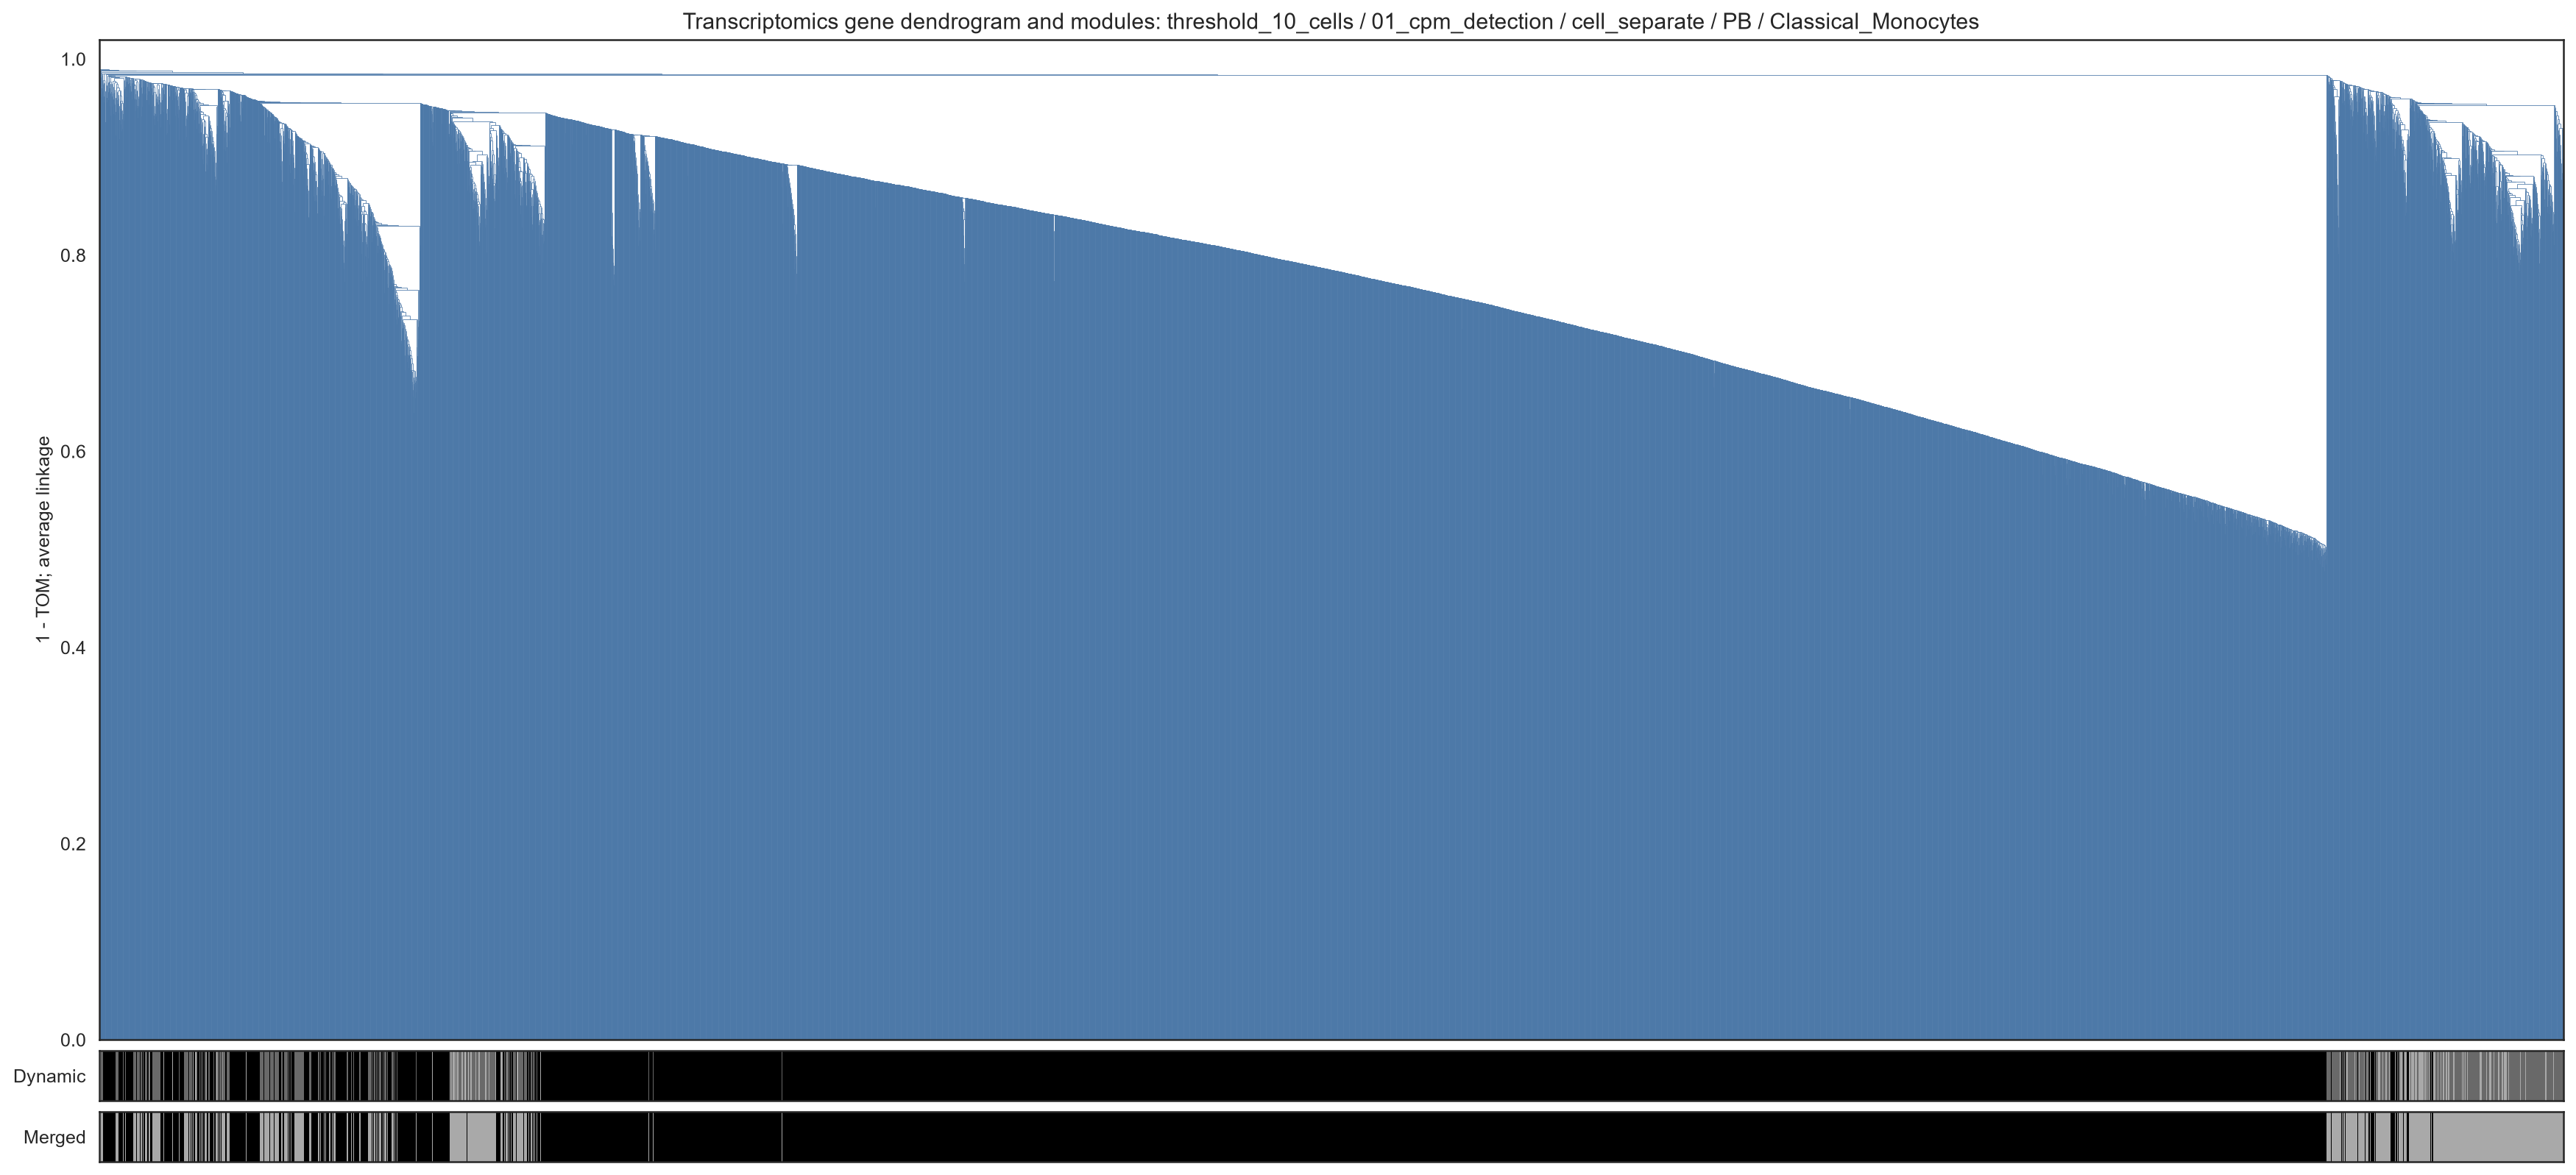 Transcriptomics gene dendrogram and modules: threshold_10_cells / 01_cpm_detection / cell_separate / PB / Classical_Monocytes
1.0
0.8
0.6
0.4
0.2
0.0
1 - TOM; average linkage
Dynamic
Merged